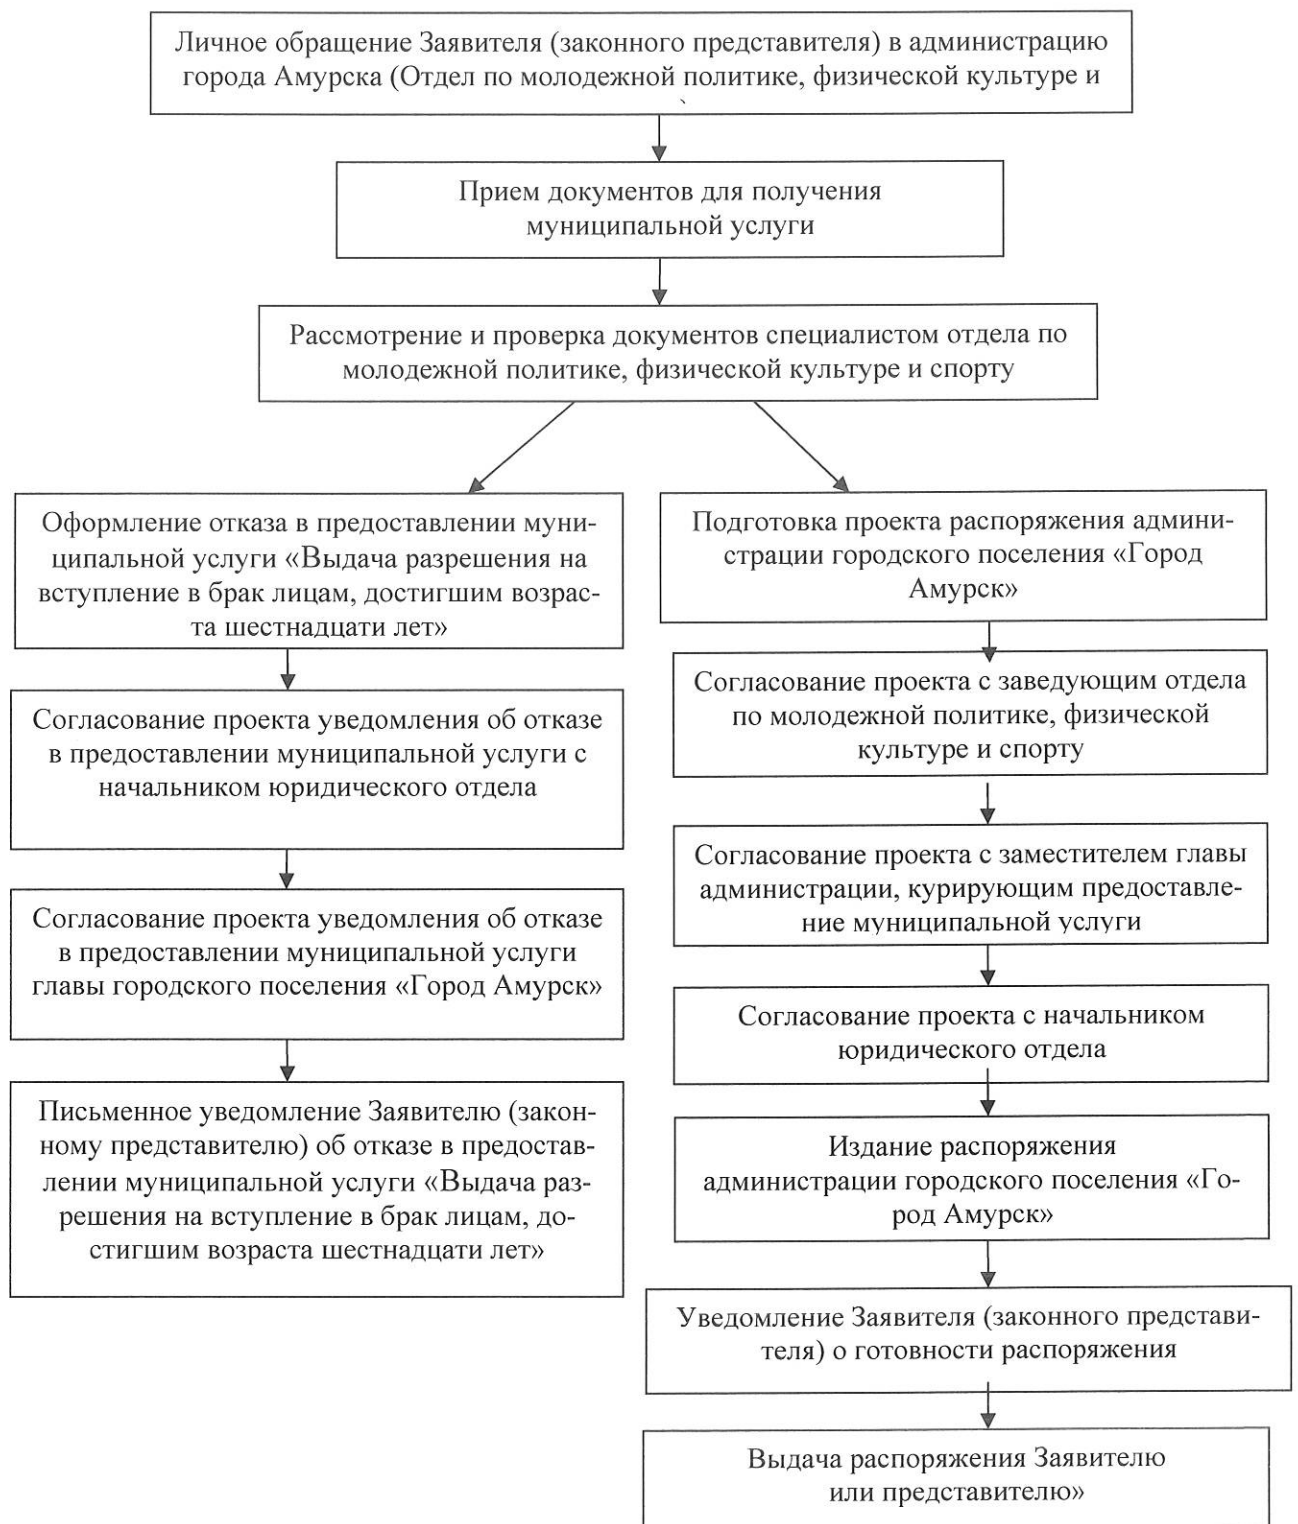 Личное обращение Заявителя (законного представителя) в администрацию
города Амурска (Отдел по молодежной политике, физической культуре и
Прием документов для получения
муниципальной услуги
Рассмотрение и проверка документов специалистом отдела по
молодежной политике, физической культуре и спорту
Оформление отказа в предоставлении муни-
ципальной услуги «Выдача разрешения на
вступление в брак лицам, достигшим возрас-
та шестнадцати лет»
Согласование проекта уведомления об отказе
в предоставлении муниципальной услуги с
начальником юридического отдела
Согласование проекта уведомления об отказе
в предоставлении муниципальной услуги
главы городского поселения «Город Амурск»
Письменное уведомление Заявителю (закон-
ному представителю) об отказе в предостав-
лении муниципальной услуги «Выдача раз-
решения на вступление в брак лицам, до-
стигшим возраста шестнадцати лет»
Подготовка проекта распоряжения админи-
страции городского поселения «Город
Амурск»
Согласование проекта с заведующим отдела
по молодежной политике, физической
культуре и спорту
Согласование проекта с заместителем главы
администрации, курирующим предоставле-
ние муниципальной услуги
Согласование проекта с начальником
юридического отдела
Издание распоряжения
администрации городского поселения «Го-
род Амурск»
Уведомление Заявителя (законного представи-
теля) о готовности распоряжения
Выдача распоряжения Заявителю
или представителю»